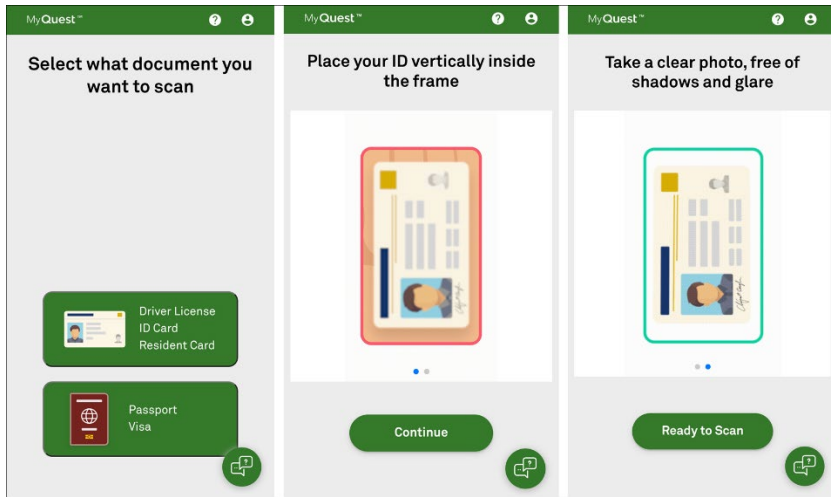 MyQuest™
Select what document you
want to scan
Driver License
ID Card
Resident Card
Passport
Visa
MyQuest™
Place your ID vertically inside
the frame
Continue
MyQuest™
Take a clear photo, free of
shadows and glare
Ready to Scan